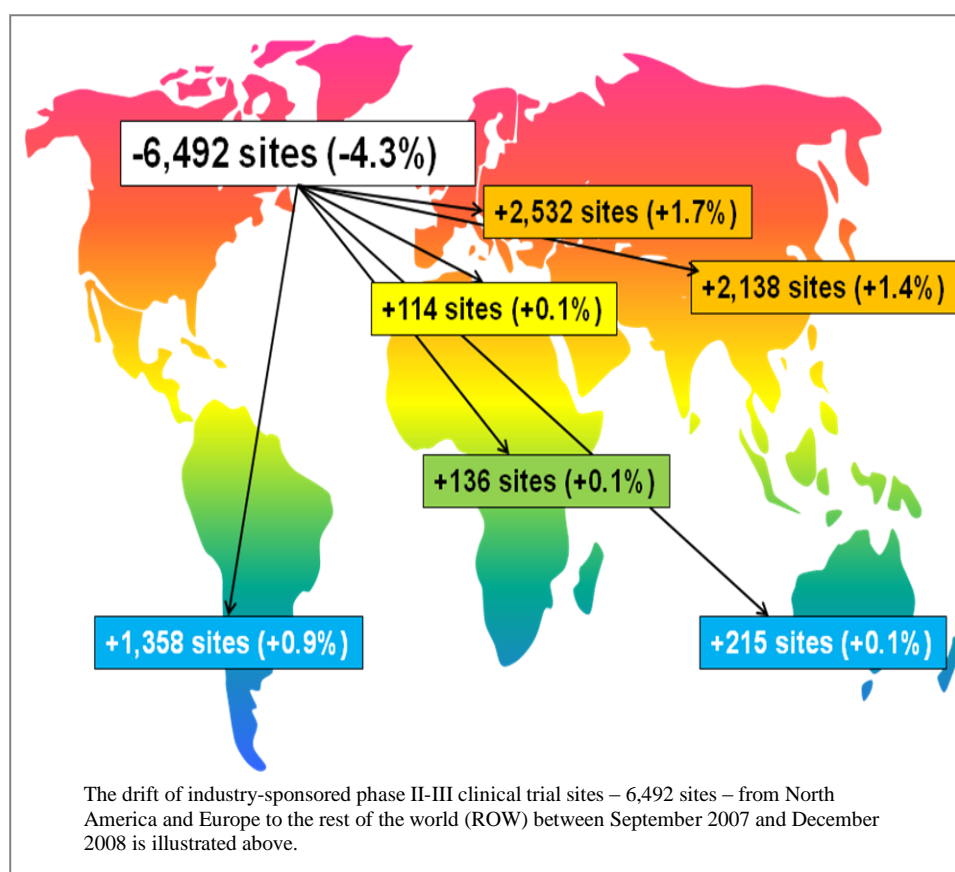 -6,492 sites (-4.3%)
+2,532 sites (+1.7%)
+2,138 sites (+1.4%)
+114 sites (+0.1%)
+136 sites (+0.1%)
+1,358 sites (+0.9%)
+215 sites (+0.1%)
The drift of industry-sponsored phase II-III clinical trial sites – 6,492 sites – from North
America and Europe to the rest of the world (ROW) between September 2007 and December
2008 is illustrated above.